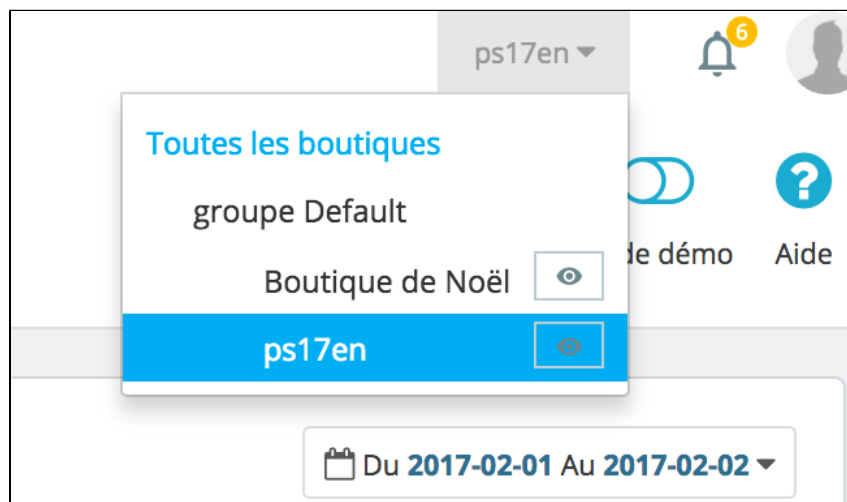 ps17en
6
Toutes les boutiques
groupe Default
Boutique de Noël
ps17en
de démo
Aide
Du 2017-02-01 Au 2017-02-02